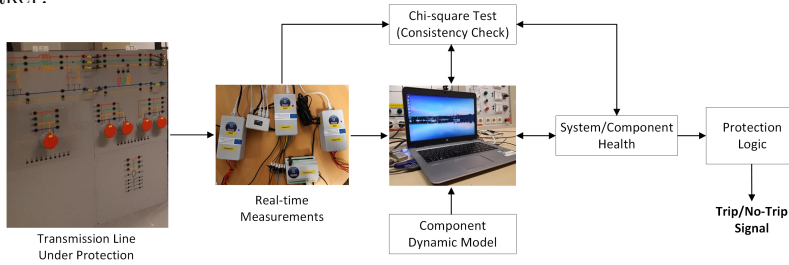 Chi-square Test
(Consistency Check)
System/Component
Health
Protection
Logic
Real-time
Measurements
Component
Dynamic Model
Trip/No-Trip
Signal
Transmission Line
Under Protection